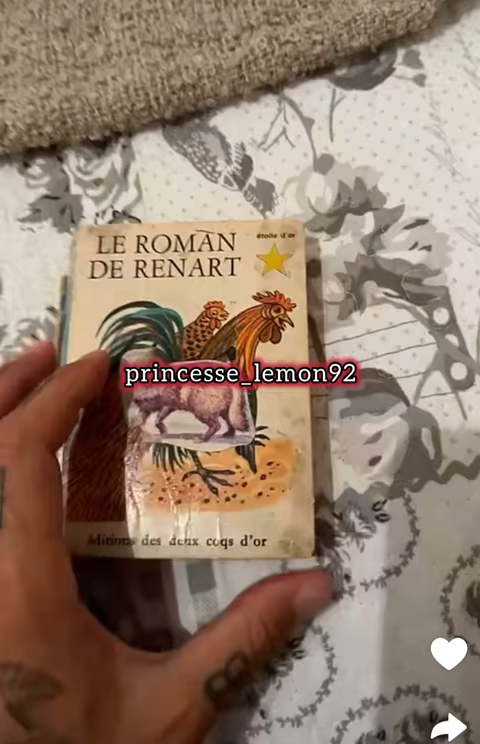 LE ROMAN
DE RENART
étoile d'or
princesse_lemon92
éditions des deux coqs d'or